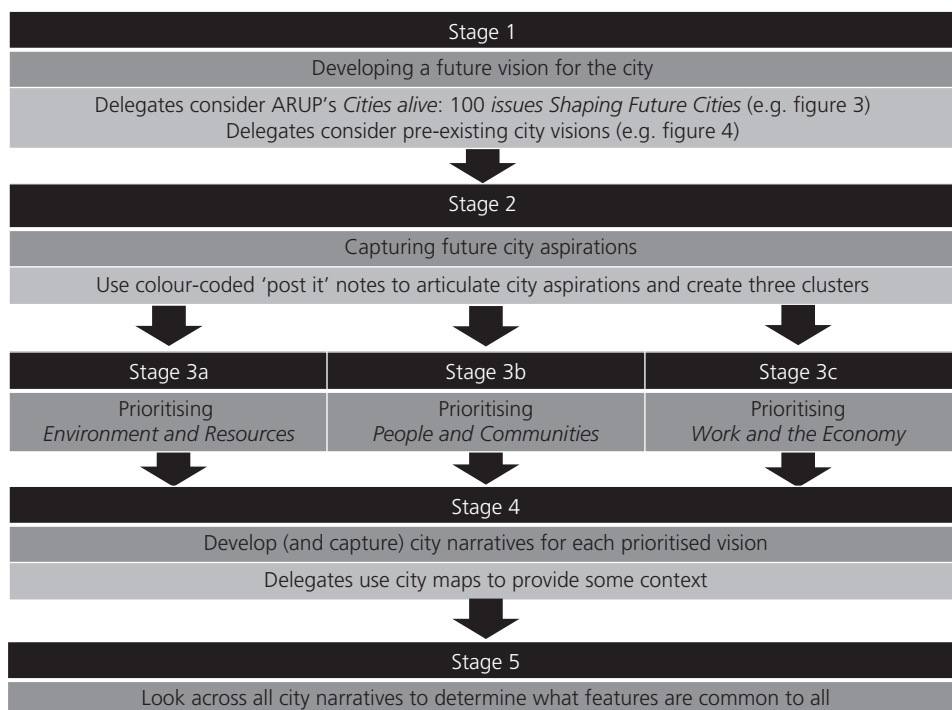 Stage 1
Developing a future vision for the city
Delegates consider ARUP's Cities alive: 100 issues Shaping Future Cities (e.g. figure 3)
Delegates consider pre-existing city visions (e.g. figure 4)
Stage 2
Capturing future city aspirations
Use colour-coded 'post it' notes to articulate city aspirations and create three clusters
Stage 3a
Prioritising
Environment and Resources
Stage 3b
Prioritising
People and Communities
Stage 3c
Prioritising
Work and the Economy
Stage 4
Develop (and capture) city narratives for each prioritised vision
Delegates use city maps to provide some context
Stage 5
Look across all city narratives to determine what features are common to all